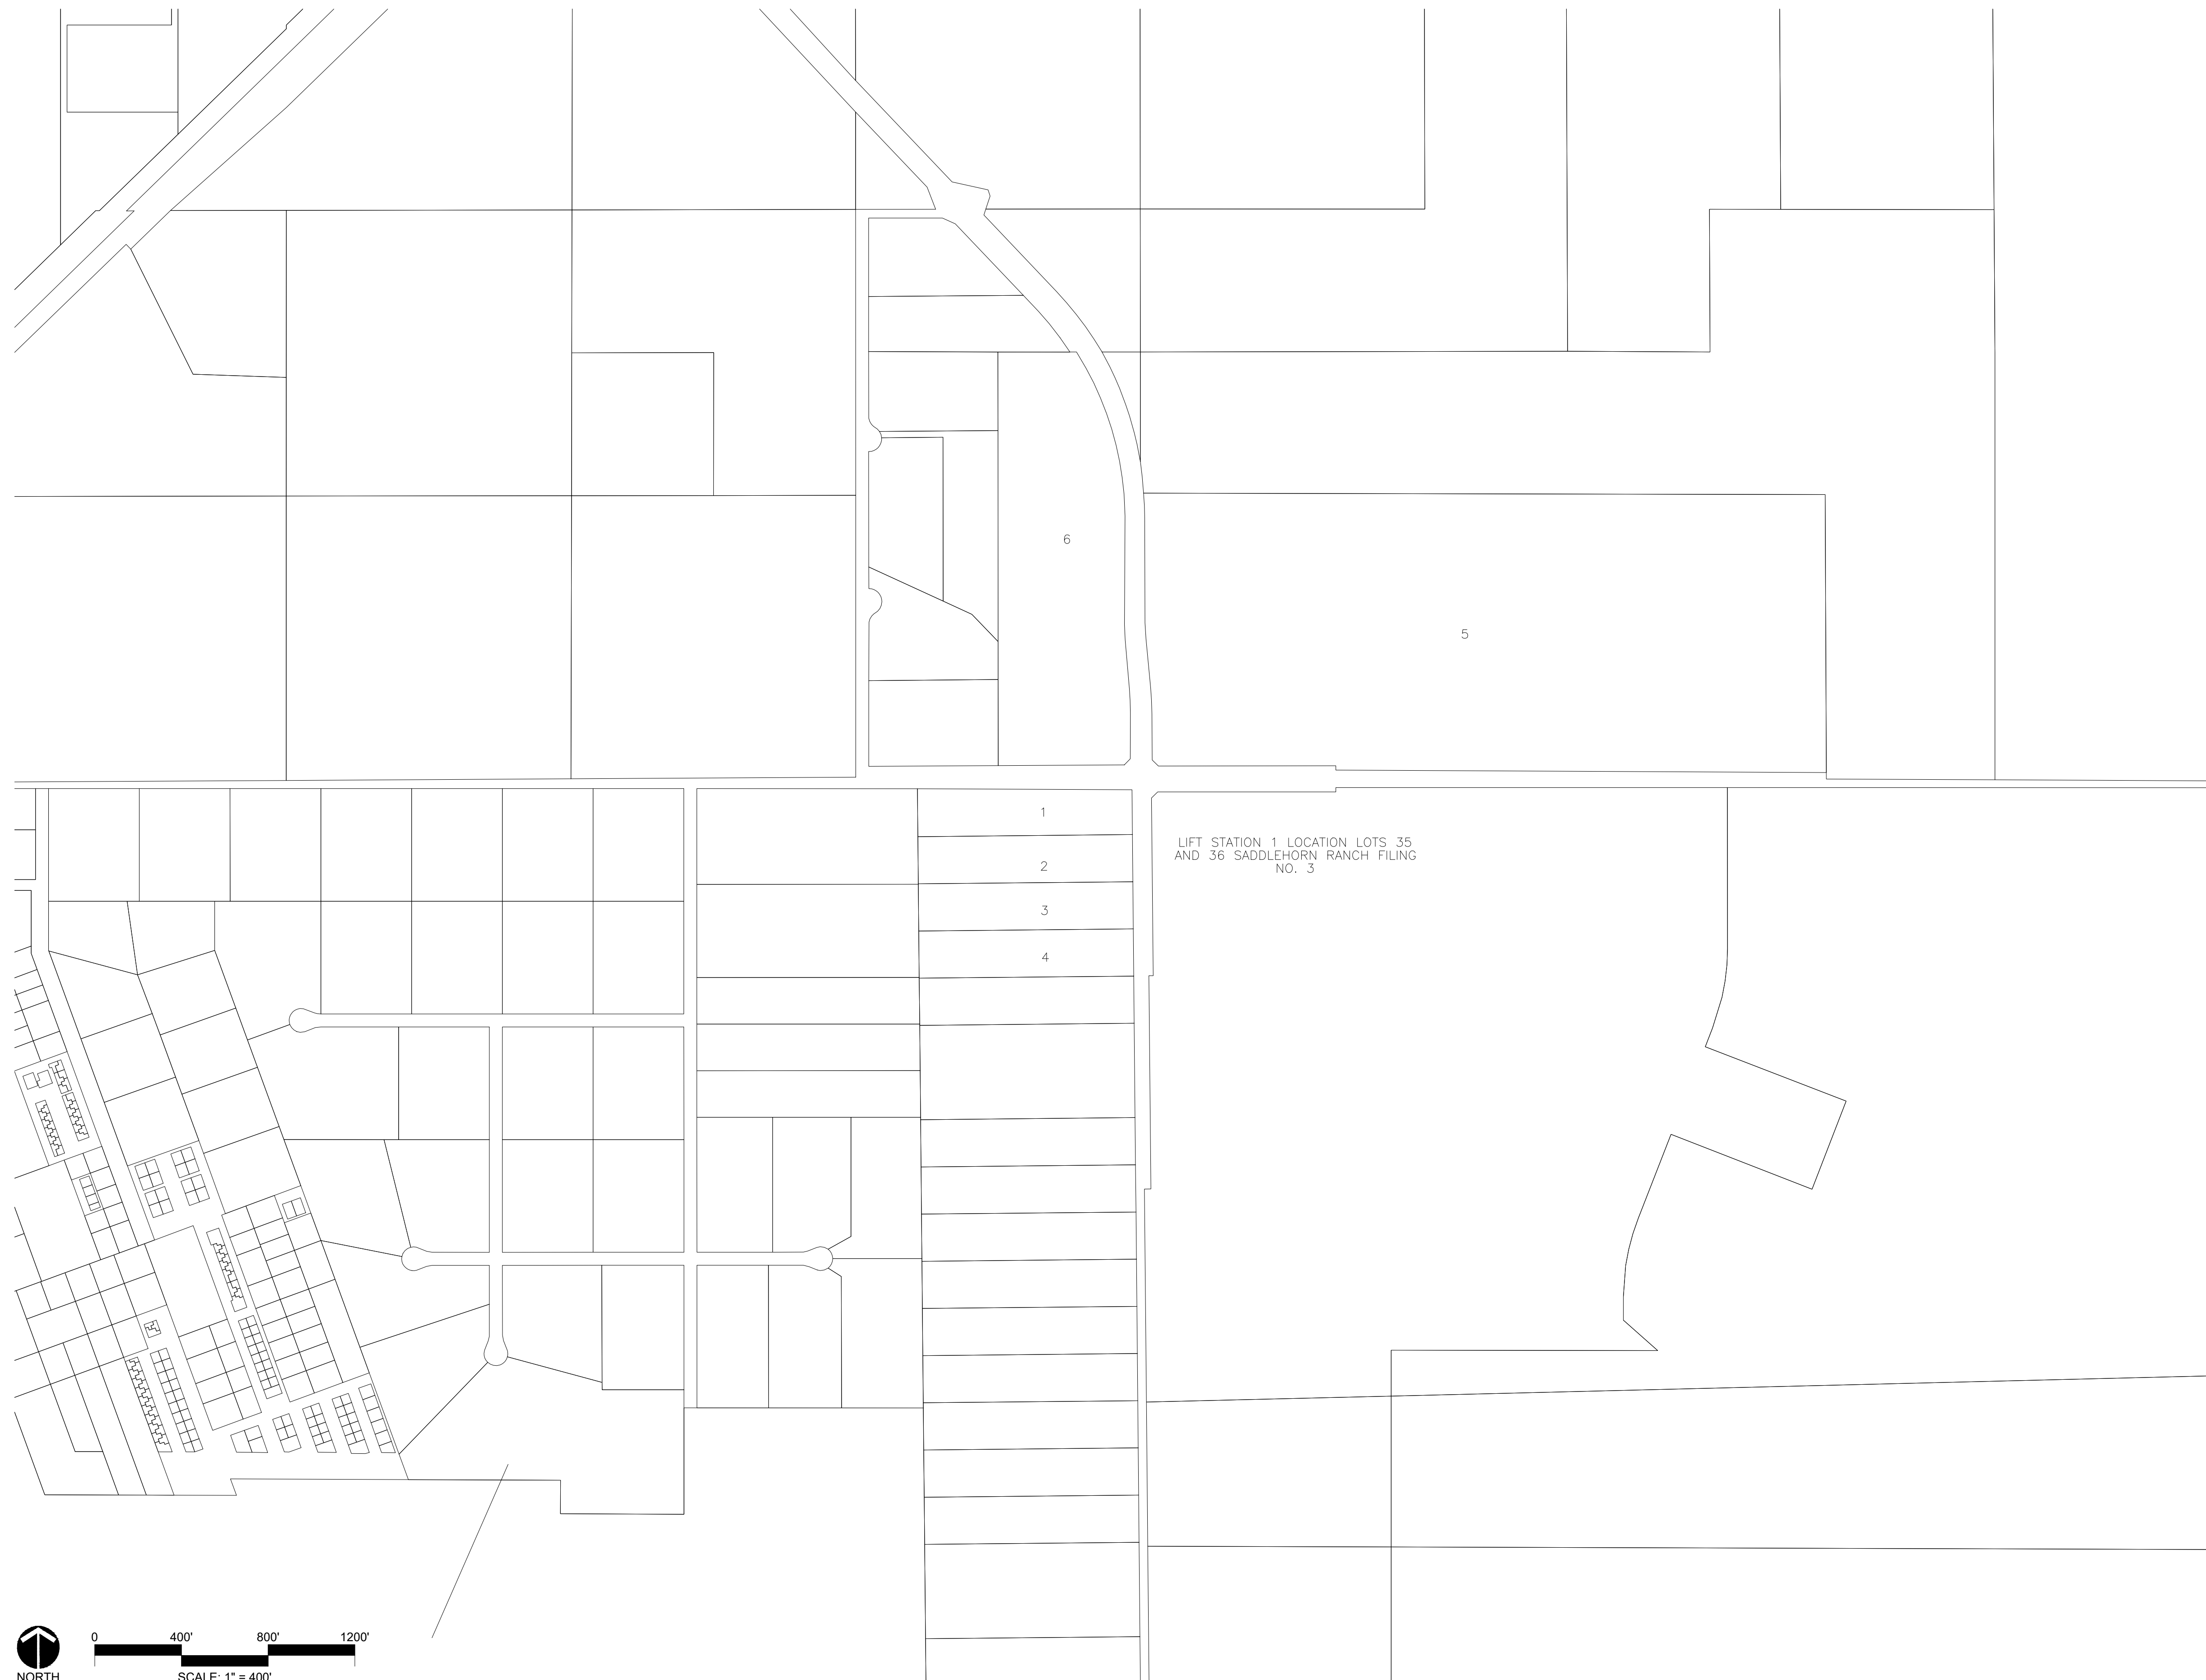 6
5
1
2
3
4
LIFT STATION 1 LOCATION LOTS 35
AND 36 SADDLEHORN RANCH FILING
NO. 3
0 400' 800' 1200'
NORTH
SCALE: 1" = 400'